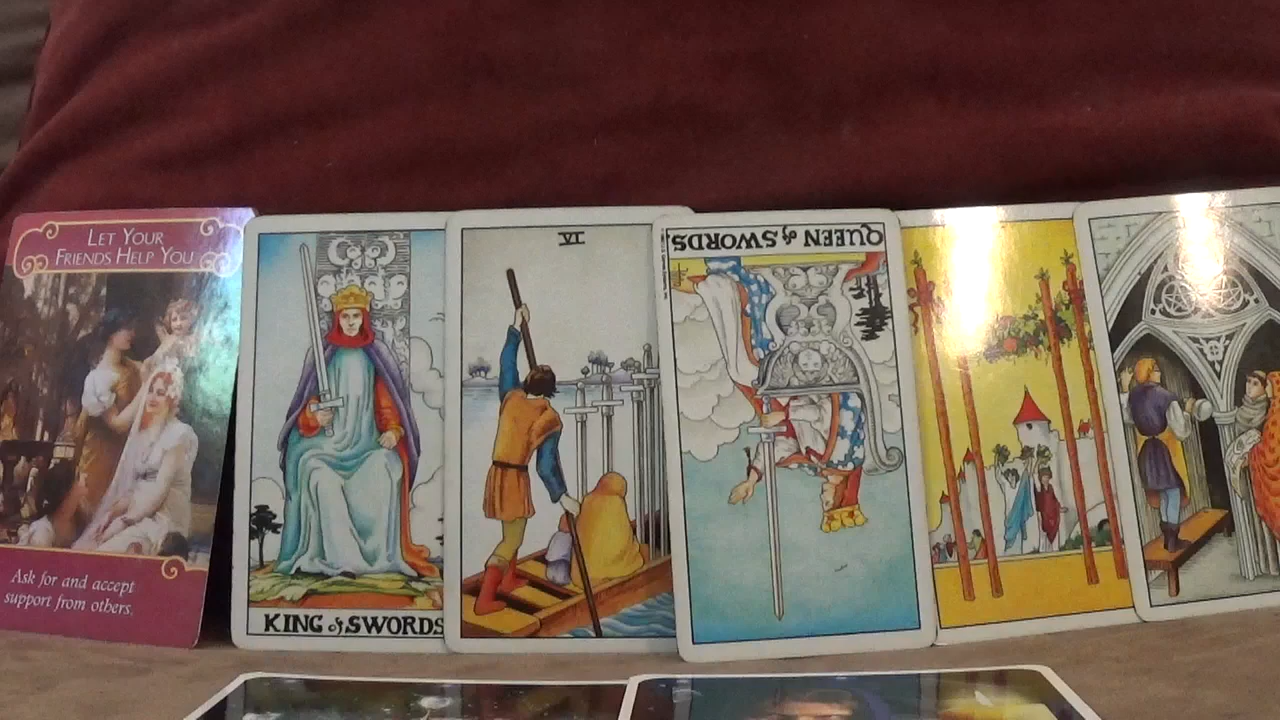 LET YOUR
FRIENDS HELP YOU
Ask for and accept
support from others.
KING of SWORDS
VI
QUEEN of SWORDS